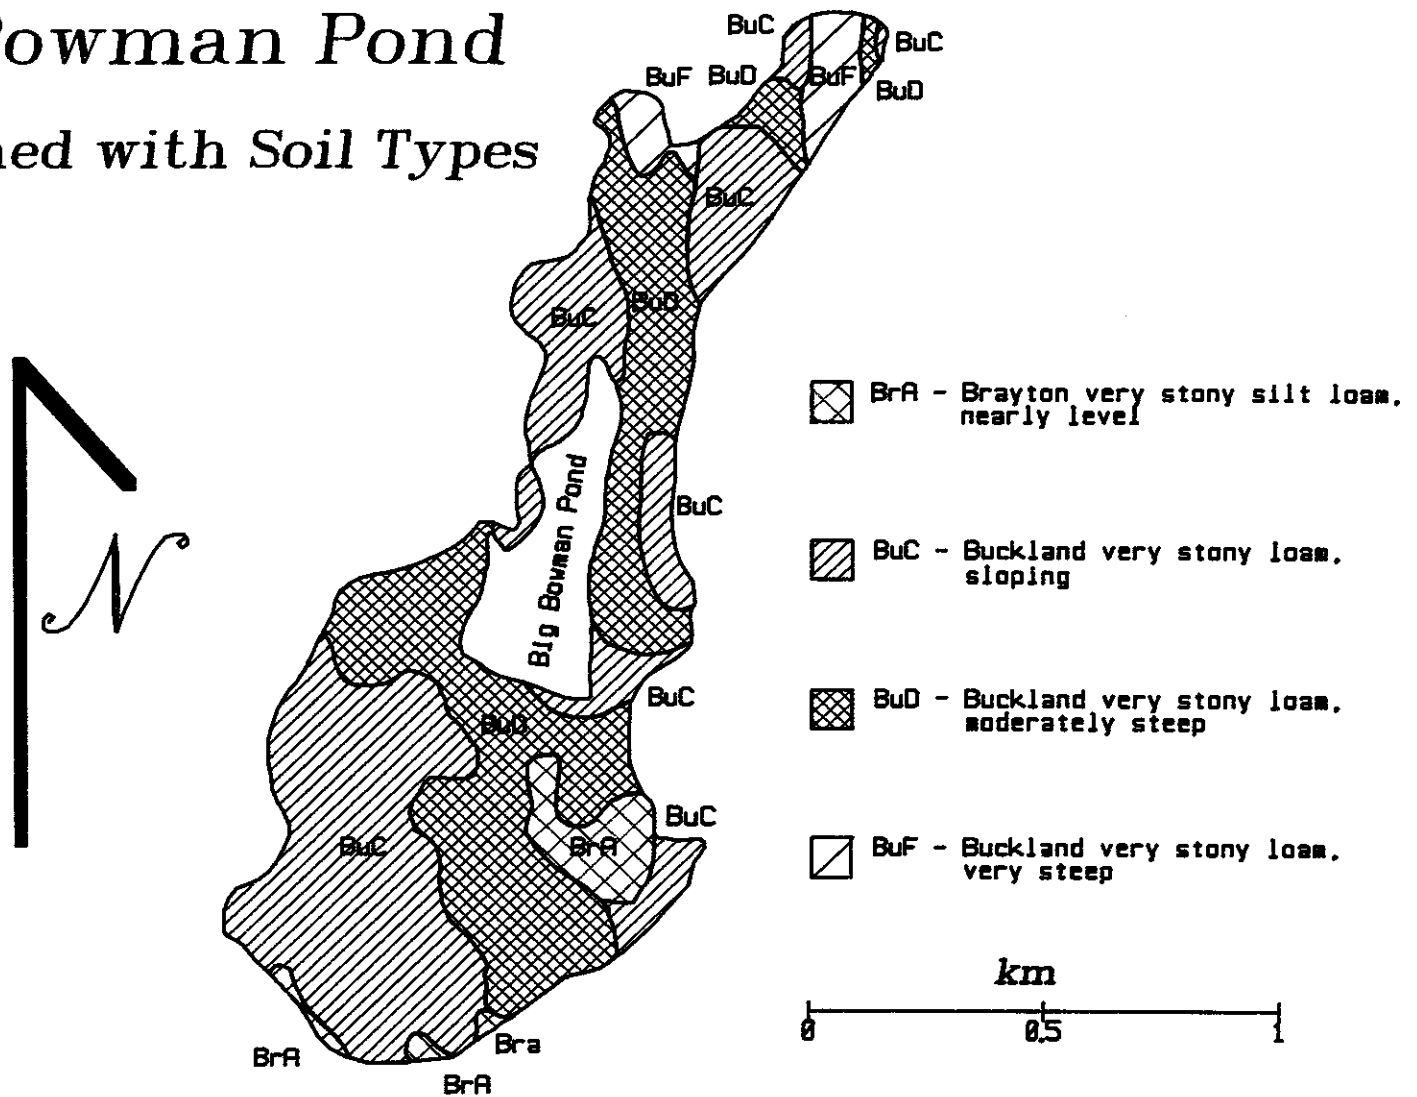 owman Pond
ed with Soil Types
BuC
BuC
BuF BuD BuF
BuD
BuC
BuD
BuC
BrA - Brayton very stony silt loam,
nearly level
BuC
Big Bowman Pond
BuC - Buckland very stony loam,
sloping
BuC
BuD - Buckland very stony loam,
moderately steep
BuD
BuC
BuC
BrA
BuF - Buckland very stony loam,
very steep
N
km
0 0.5 1
BrA
Bra
BrA